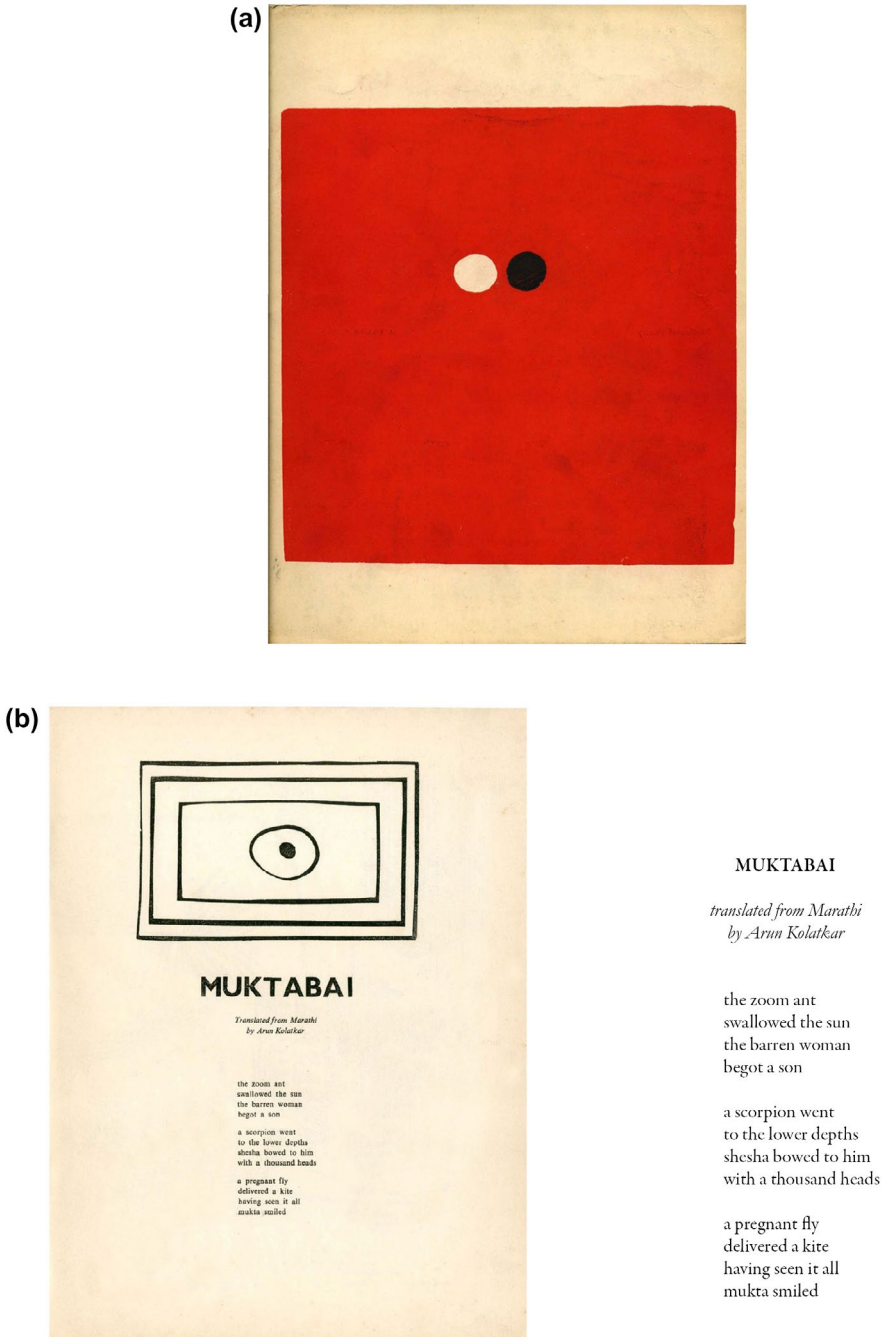 (a)
(b)
MUKTABAI
Translated from Marathi
by Arun Kolatkar
the zoom ant
swallowed the sun
the barren woman
begot a son
a scorpion went
to the lower depths
shesha bowed to him
with a thousand heads
a pregnant fly
delivered a kite
having seen it all
mukta smiled
MUKTABAI
translated from Marathi
by Arun Kolatkar
the zoom ant
swallowed the sun
the barren woman
begot a son
a scorpion went
to the lower depths
shesha bowed to him
with a thousand heads
a pregnant fly
delivered a kite
having seen it all
mukta smiled